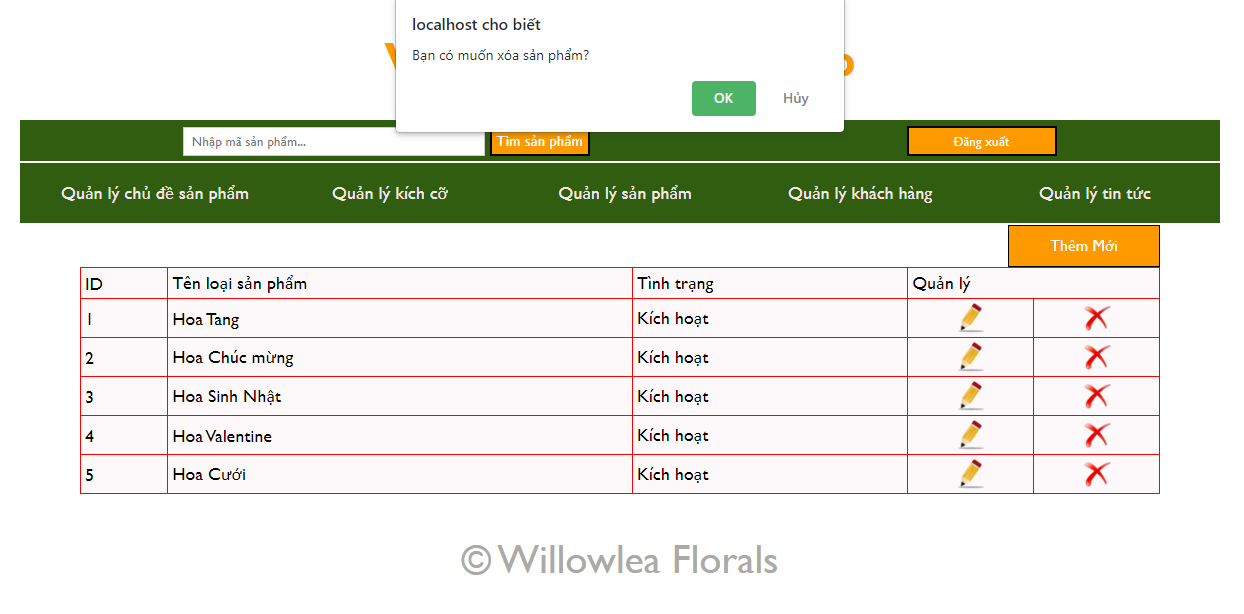 localhost cho biết
Bạn có muốn xóa sản phẩm?
OK Hủy
Nhập mã sản phẩm... Tìm sản phẩm Đăng xuất
Quản lý chủ đề sản phẩm Quản lý kích cỡ Quản lý sản phẩm Quản lý khách hàng Quản lý tin tức
Thêm Mới
ID Tên loại sản phẩm Tình trạng Quản lý
1 Hoa Tang Kích hoạt
2 Hoa Chúc mừng Kích hoạt
3 Hoa Sinh Nhật Kích hoạt
4 Hoa Valentine Kích hoạt
5 Hoa Cưới Kích hoạt
© Willowlea Florals